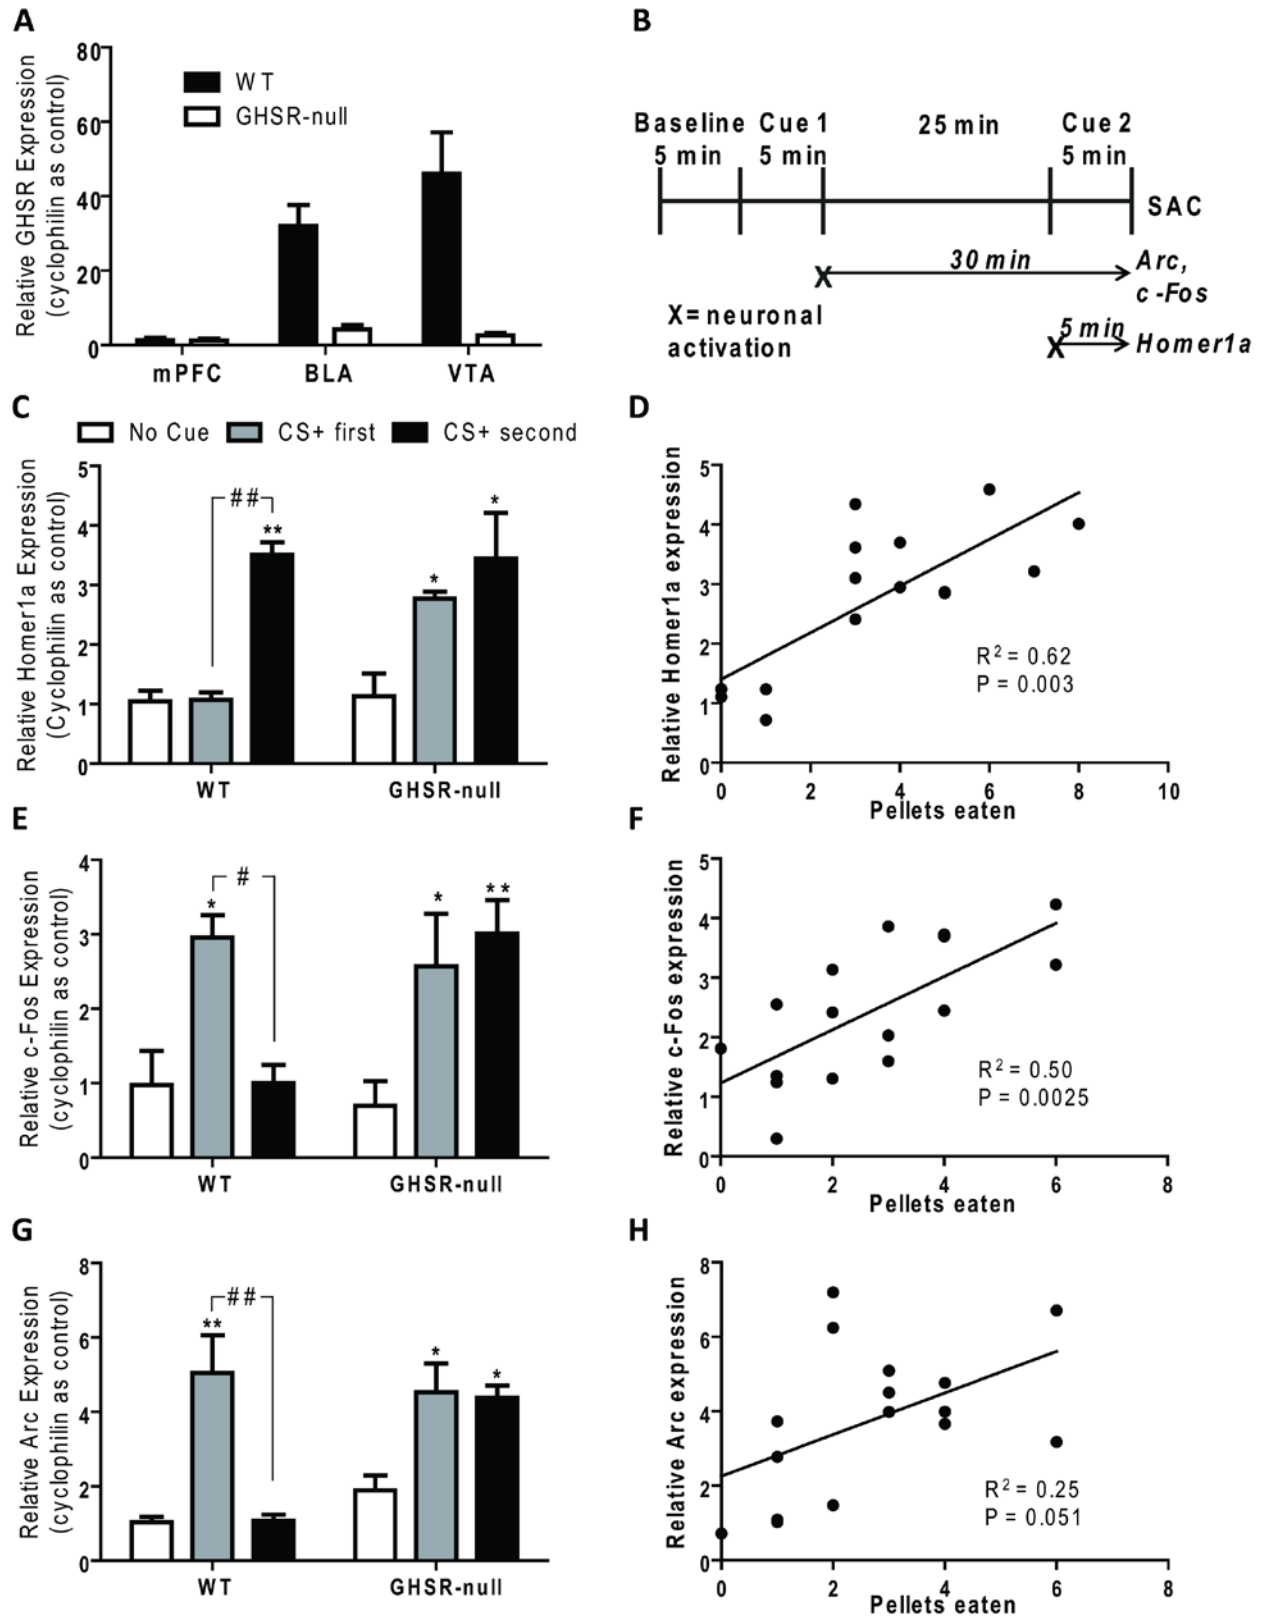 A
Relative GHSR Expression
(cyclophilin as control)
80
60
40
20
0
WT
GHSR-null
mPFC
BLA
VTA
B
Baseline
5 min
Cue 1
5 min
25 min
Cue 2
5 min
SAC
30 min
Arc,
c-Fos
X= neuronal
activation
X
X
5 min
Homer1a
C
No Cue
CS+ first
CS+ second
Relative Homer1a Expression
(Cyclophilin as control)
5
4
3
2
1
0
##
**
*
*
WT
GHSR-null
D
Relative Homer1a expression
5
4
3
2
1
0
R² = 0.62
P = 0.003
0 2 4 6 8 10
Pellets eaten
E
Relative c-Fos Expression
(cyclophilin as control)
4
3
2
1
0
#
*
*
**
WT
GHSR-null
F
Relative c-Fos expression
5
4
3
2
1
0
R² = 0.50
P = 0.0025
0 2 4 6 8
Pellets eaten
G
Relative Arc Expression
(cyclophilin as control)
8
6
4
2
0
##
**
*
*
WT
GHSR-null
H
Relative Arc expression
8
6
4
2
0
R² = 0.25
P = 0.051
0 2 4 6 8
Pellets eaten